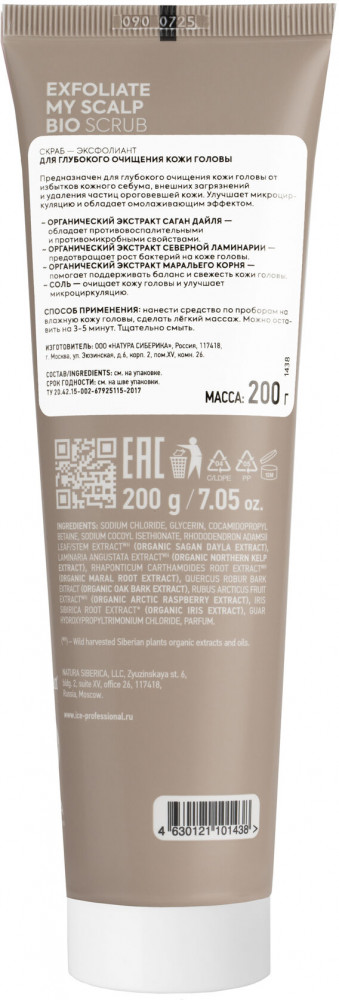 090 0725
EXFOLIATE
MY SCALP
BIO SCRUB
СКРАБ — ЭКСФОЛИАНТ
ДЛЯ ГЛУБОКОГО ОЧИЩЕНИЯ КОЖИ ГОЛОВЫ
Предназначен для глубокого очищения кожи головы от
избытков кожного себума, внешних загрязнений
и удаления частиц ороговевшей кожи. Улучшает микроцир-
куляцию и обладает омолаживающим эффектом.
- ОРГАНИЧЕСКИЙ ЭКСТРАКТ САГАН ДАЙЛЯ —
обладает противовоспалительными
и противомикробными свойствами.
- ОРГАНИЧЕСКИЙ ЭКСТРАКТ СЕВЕРНОЙ ЛАМИНАРИИ —
предотвращает рост бактерий на коже головы.
- ОРГАНИЧЕСКИЙ ЭКСТРАКТ МАРАЛЬЕГО КОРНЯ —
помогает поддерживать баланс и свежесть кожи головы.
- СОЛЬ — очищает кожу головы и улучшает
микроциркуляцию.
СПОСОБ ПРИМЕНЕНИЯ: нанести средство по проборам на
влажную кожу головы, сделать лёгкий массаж. Можно оста-
вить на 3-5 минут. Тщательно смыть.
ИЗГОТОВИТЕЛЬ: ООО «НАТУРА СИБЕРИКА», Россия, 117418,
г. Москва, ул. Зюзинская, д.6, корп. 2, пом.XV, комн. 26.
СОСТАВ/INGREDIENTS: см. на упаковке.
СРОК ГОДНОСТИ: см. на шве упаковки.
ТУ 20.42.15-002-67925115-2017
МАССА: 200 г
1438
EAC
04
C/LDPE
05
PP
200 g / 7.05 oz.
INGREDIENTS: SODIUM CHLORIDE, GLYCERIN, COCAMIDOPROPYL
BETAINE, SODIUM COCOYL ISETHIONATE, RHODODENDRON ADAMSII
LEAF/STEM EXTRACT (ORGANIC SAGAN DAYLA EXTRACT),
LAMINARIA ANGUSTATA EXTRACT (ORGANIC NORTHERN KELP
EXTRACT), RHAPONTICUM CARTHAMOIDES ROOT EXTRACT
(ORGANIC MARAL ROOT EXTRACT), QUERCUS ROBUR BARK
EXTRACT (ORGANIC OAK BARK EXTRACT), RUBUS ARCTICUS FRUIT
EXTRACT (ORGANIC ARCTIC RASPBERRY EXTRACT), IRIS
SIBIRICA ROOT EXTRACT (ORGANIC IRIS EXTRACT), GUAR
HYDROXYPROPYLTRIMONIUM CHLORIDE, PARFUM.
– Wild harvested Siberian plants organic extracts and oils.
NATURA SIBERICA, LLC, Zyuzinskaya st. 6,
bldg. 2, suite XV, office 26, 117418,
Russia, Moscow.
www.ice-professional.ru
4 630121 101438 >